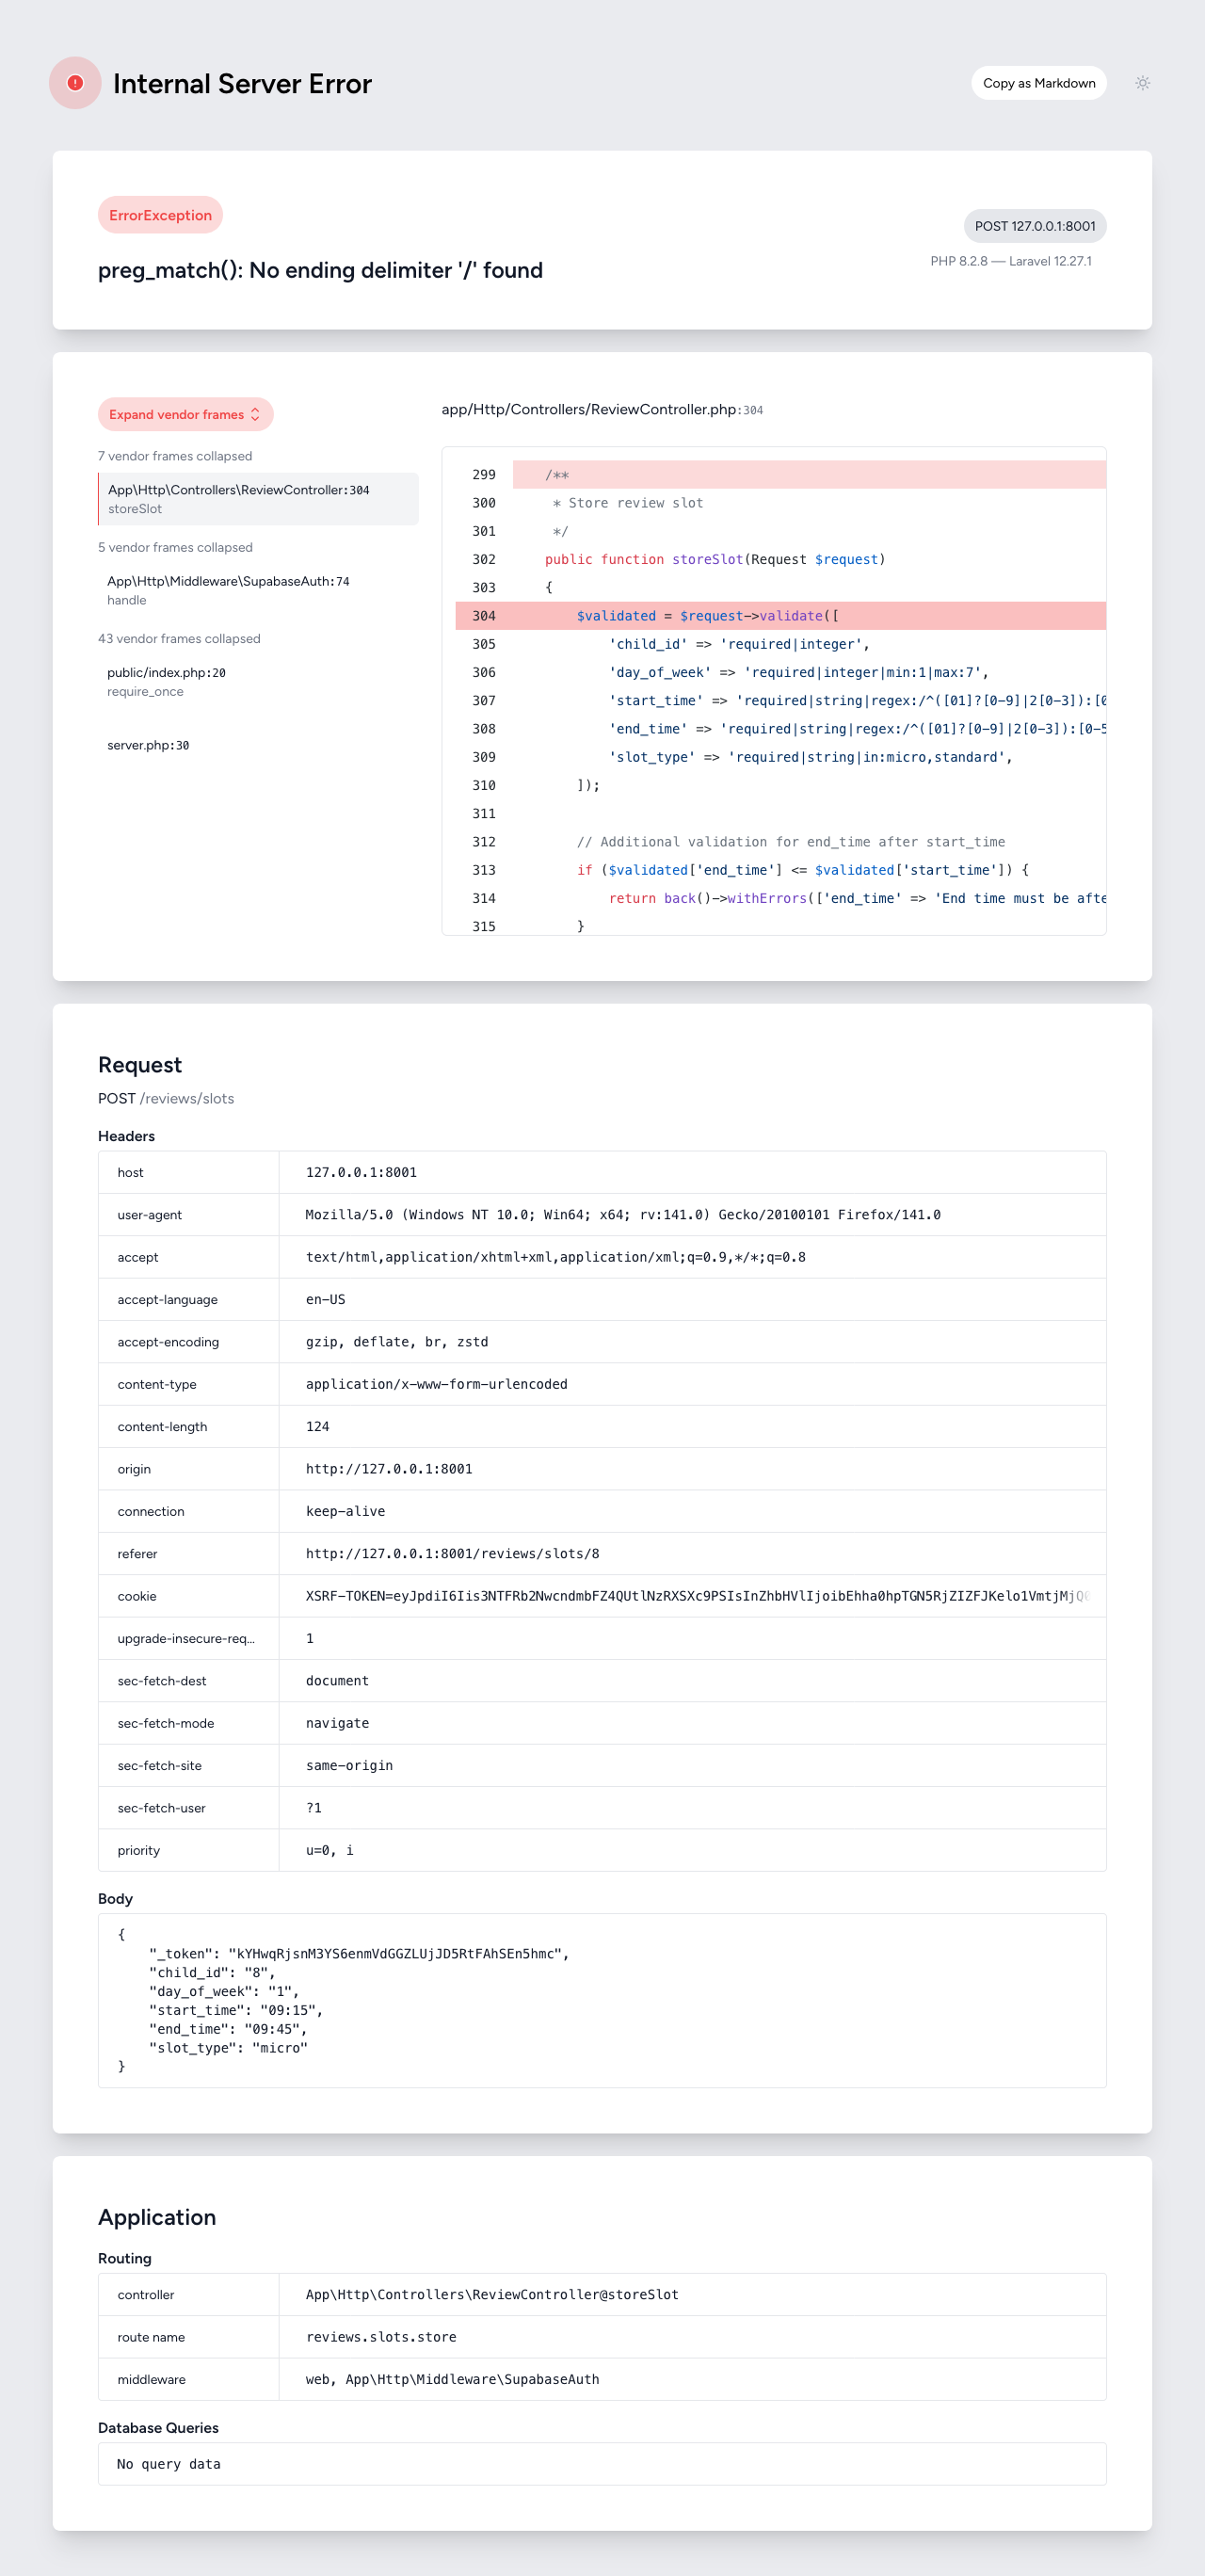 Internal Server Error
Copy as Markdown
ErrorException
POST 127.0.0.1:8001
preg_match(): No ending delimiter '/' found
PHP 8.2.8 — Laravel 12.27.1
Expand vendor frames
7 vendor frames collapsed
App\Http\Controllers\ReviewController:304
storeSlot
5 vendor frames collapsed
App\Http\Middleware\SupabaseAuth:74
handle
43 vendor frames collapsed
public/index.php:20
require_once
server.php:30
app/Http/Controllers/ReviewController.php:304
299     /**
300      * Store review slot
301      */
302     public function storeSlot(Request $request)
303     {
304         $validated = $request->validate([
305             'child_id' => 'required|integer',
306             'day_of_week' => 'required|integer|min:1|max:7',
307             'start_time' => 'required|string|regex:/^([01]?[0-9]|2[0-3]):[0
308             'end_time' => 'required|string|regex:/^([01]?[0-9]|2[0-3]):[0-5
309             'slot_type' => 'required|string|in:micro,standard',
310         ]);
311
312         // Additional validation for end_time after start_time
313         if ($validated['end_time'] <= $validated['start_time']) {
314             return back()->withErrors(['end_time' => 'End time must be afte
315         }
Request
POST /reviews/slots
Headers
host 127.0.0.1:8001
user-agent Mozilla/5.0 (Windows NT 10.0; Win64; x64; rv:141.0) Gecko/20100101 Firefox/141.0
accept text/html,application/xhtml+xml,application/xml;q=0.9,*/*;q=0.8
accept-language en-US
accept-encoding gzip, deflate, br, zstd
content-type application/x-www-form-urlencoded
content-length 124
origin http://127.0.0.1:8001
connection keep-alive
referer http://127.0.0.1:8001/reviews/slots/8
cookie XSRF-TOKEN=eyJpdiI6Iis3NTFRb2NwcndmbFZ4QUtlNzRXSXc9PSIsInZhbHVlIjoibEhha0hpTGN5RjZIZFJKelo1VmtjMjQ
upgrade-insecure-req... 1
sec-fetch-dest document
sec-fetch-mode navigate
sec-fetch-site same-origin
sec-fetch-user ?1
priority u=0, i
Body
{
    "_token": "kYHwqRjsnM3YS6enmVdGGZLUjJD5RtFAhSEn5hmc",
    "child_id": "8",
    "day_of_week": "1",
    "start_time": "09:15",
    "end_time": "09:45",
    "slot_type": "micro"
}
Application
Routing
controller App\Http\Controllers\ReviewController@storeSlot
route name reviews.slots.store
middleware web, App\Http\Middleware\SupabaseAuth
Database Queries
No query data